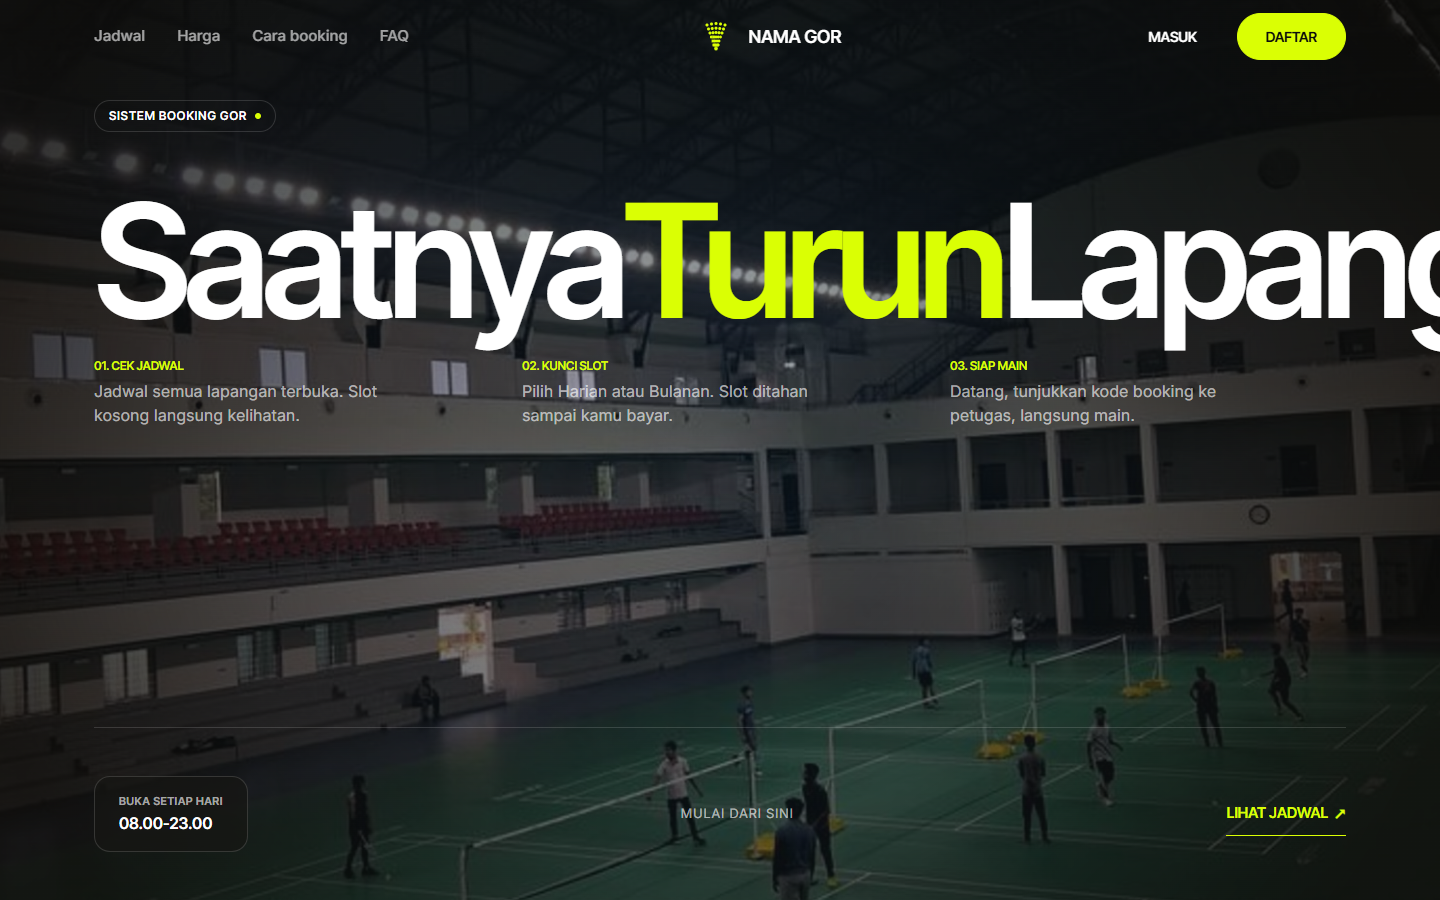 Jadwal Harga Cara booking FAQ NAMA GOR MASUK DAFTAR
SISTEM BOOKING GOR
SaatnyaTurunLapang
01. CEK JADWAL
Jadwal semua lapangan terbuka. Slot
kosong langsung kelihatan.
02. KUNCI SLOT
Pilih Harian atau Bulanan. Slot ditahan
sampai kamu bayar.
03. SIAP MAIN
Datang, tunjukkan kode booking ke
petugas, langsung main.
BUKA SETIAP HARI
08.00-23.00
MULAI DARI SINI
LIHAT JADWAL ↗